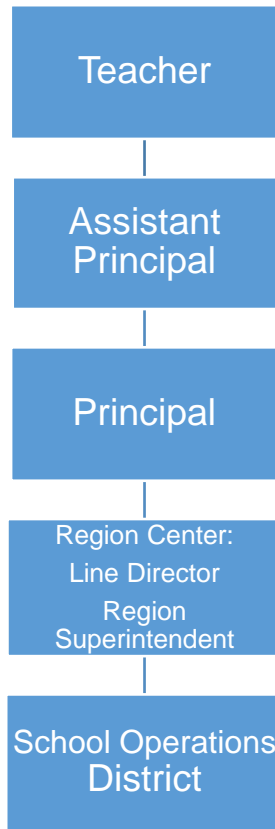 Teacher
Assistant
Principal
Principal
Region Center:
Line Director
Region
Superintendent
School Operations
District